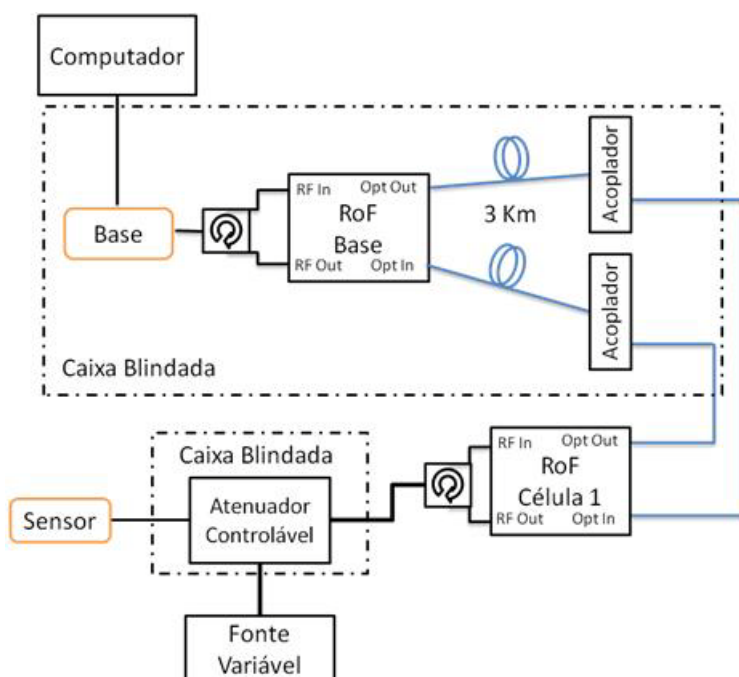 Computador
Base
RF In
Opt Out
RoF
Base
RF Out
Opt In
3 Km
Acoplador
Acoplador
Caixa Blindada
Caixa Blindada
Sensor
Atenuador
Controlável
RF In
Opt Out
RoF
Célula 1
RF Out
Opt In
Fonte
Variável